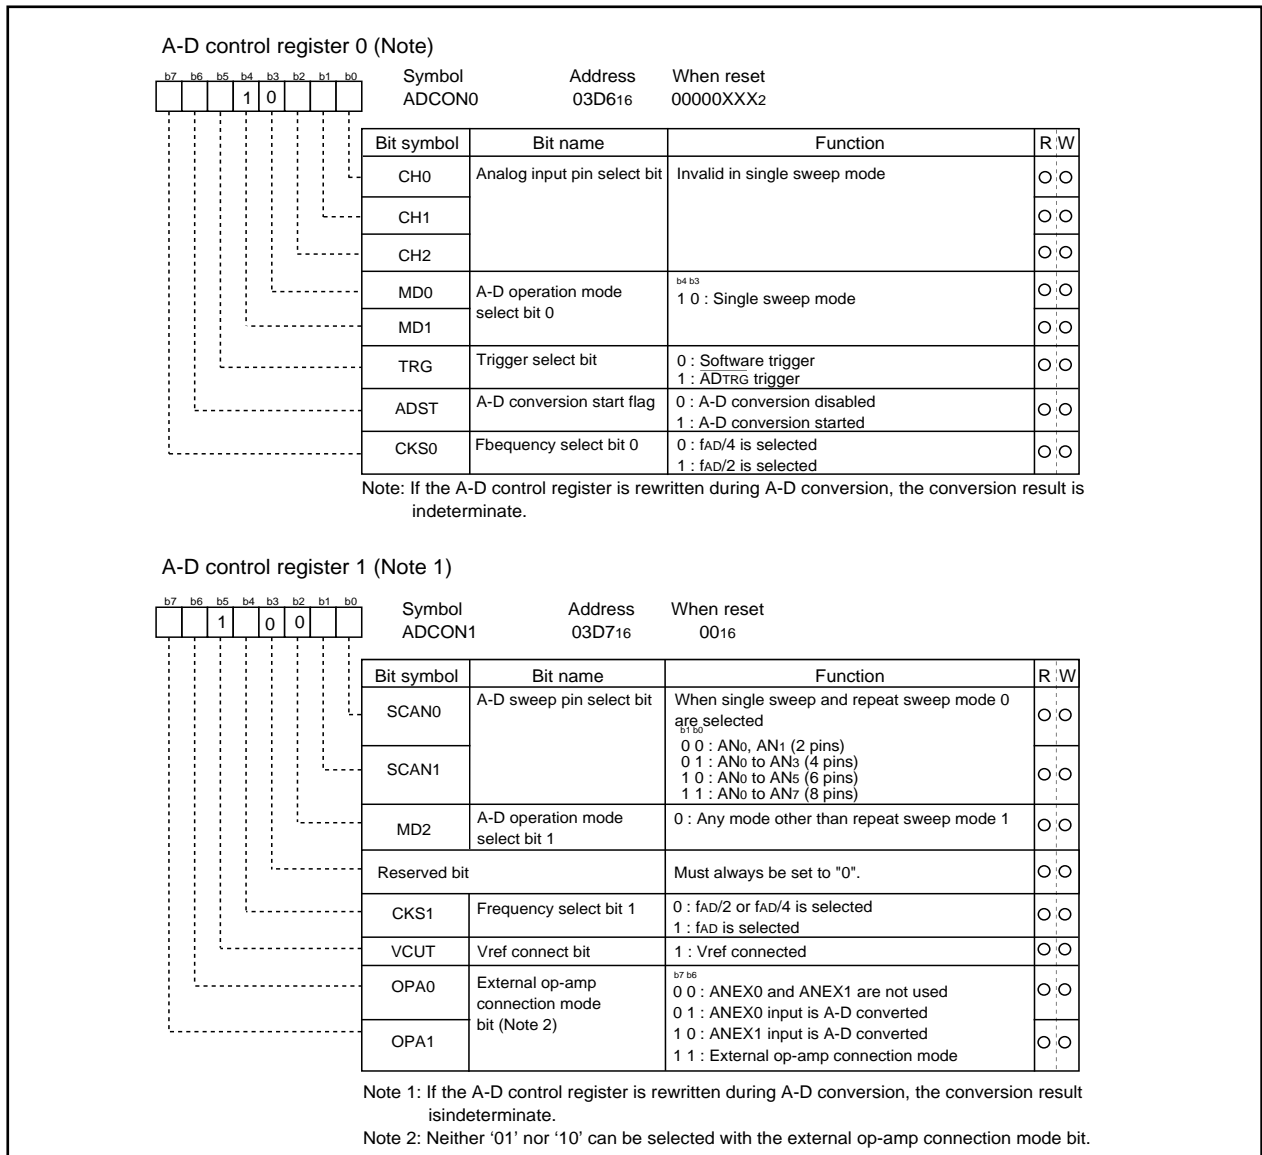 A-D control register 0 (Note)
b7 b6 b5 b4 b3 b2 b1 b0
1 0
Symbol Address When reset
ADCON0 03D616 00000XXX2
Bit symbol Bit name Function R W
CH0 Analog input pin select bit Invalid in single sweep mode
CH1
CH2
MD0 A-D operation mode select bit 0 b4 b3
1 0 : Single sweep mode
MD1
TRG Trigger select bit 0 : Software trigger
1 : ADTRG trigger
ADST A-D conversion start flag 0 : A-D conversion disabled
1 : A-D conversion started
CKS0 Fbequency select bit 0 0 : fAD/4 is selected
1 : fAD/2 is selected
Note: If the A-D control register is rewritten during A-D conversion, the conversion result is
indeterminate.
A-D control register 1 (Note 1)
b7 b6 b5 b4 b3 b2 b1 b0
1 0 0
Symbol Address When reset
ADCON1 03D716 0016
Bit symbol Bit name Function R W
SCAN0 A-D sweep pin select bit When single sweep and repeat sweep mode 0
are selected
b1 b0
0 0 : AN0, AN1 (2 pins)
0 1 : AN0 to AN3 (4 pins)
SCAN1 1 0 : AN0 to AN5 (6 pins)
1 1 : AN0 to AN7 (8 pins)
MD2 A-D operation mode select bit 1 0 : Any mode other than repeat sweep mode 1
Reserved bit Must always be set to "0".
CKS1 Frequency select bit 1 0 : fAD/2 or fAD/4 is selected
1 : fAD is selected
VCUT Vref connect bit 1 : Vref connected
OPA0 External op-amp connection mode bit (Note 2) b7 b6
0 0 : ANEX0 and ANEX1 are not used
0 1 : ANEX0 input is A-D converted
OPA1 1 0 : ANEX1 input is A-D converted
1 1 : External op-amp connection mode
Note 1: If the A-D control register is rewritten during A-D conversion, the conversion result
isindeterminate.
Note 2: Neither ‘01’ nor ‘10’ can be selected with the external op-amp connection mode bit.